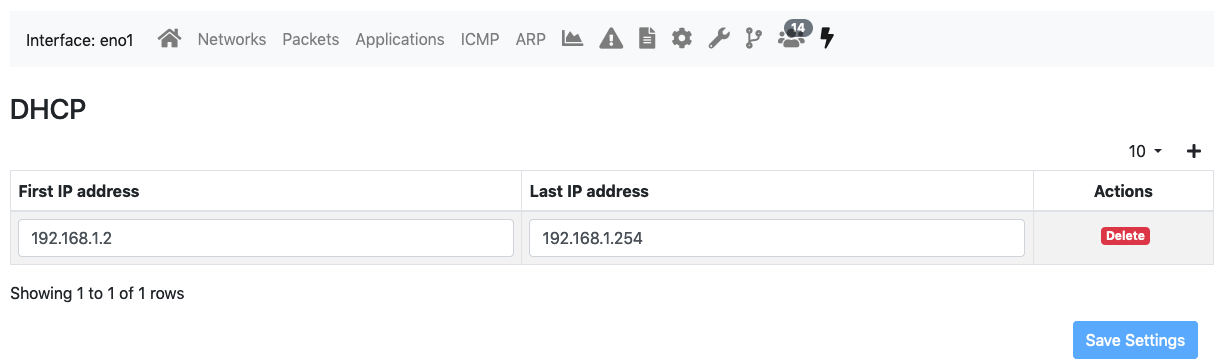 Interface: eno1 Networks Packets Applications ICMP ARP 14
DHCP
10
First IP address Last IP address Actions
192.168.1.2 192.168.1.254 Delete
Showing 1 to 1 of 1 rows
Save Settings